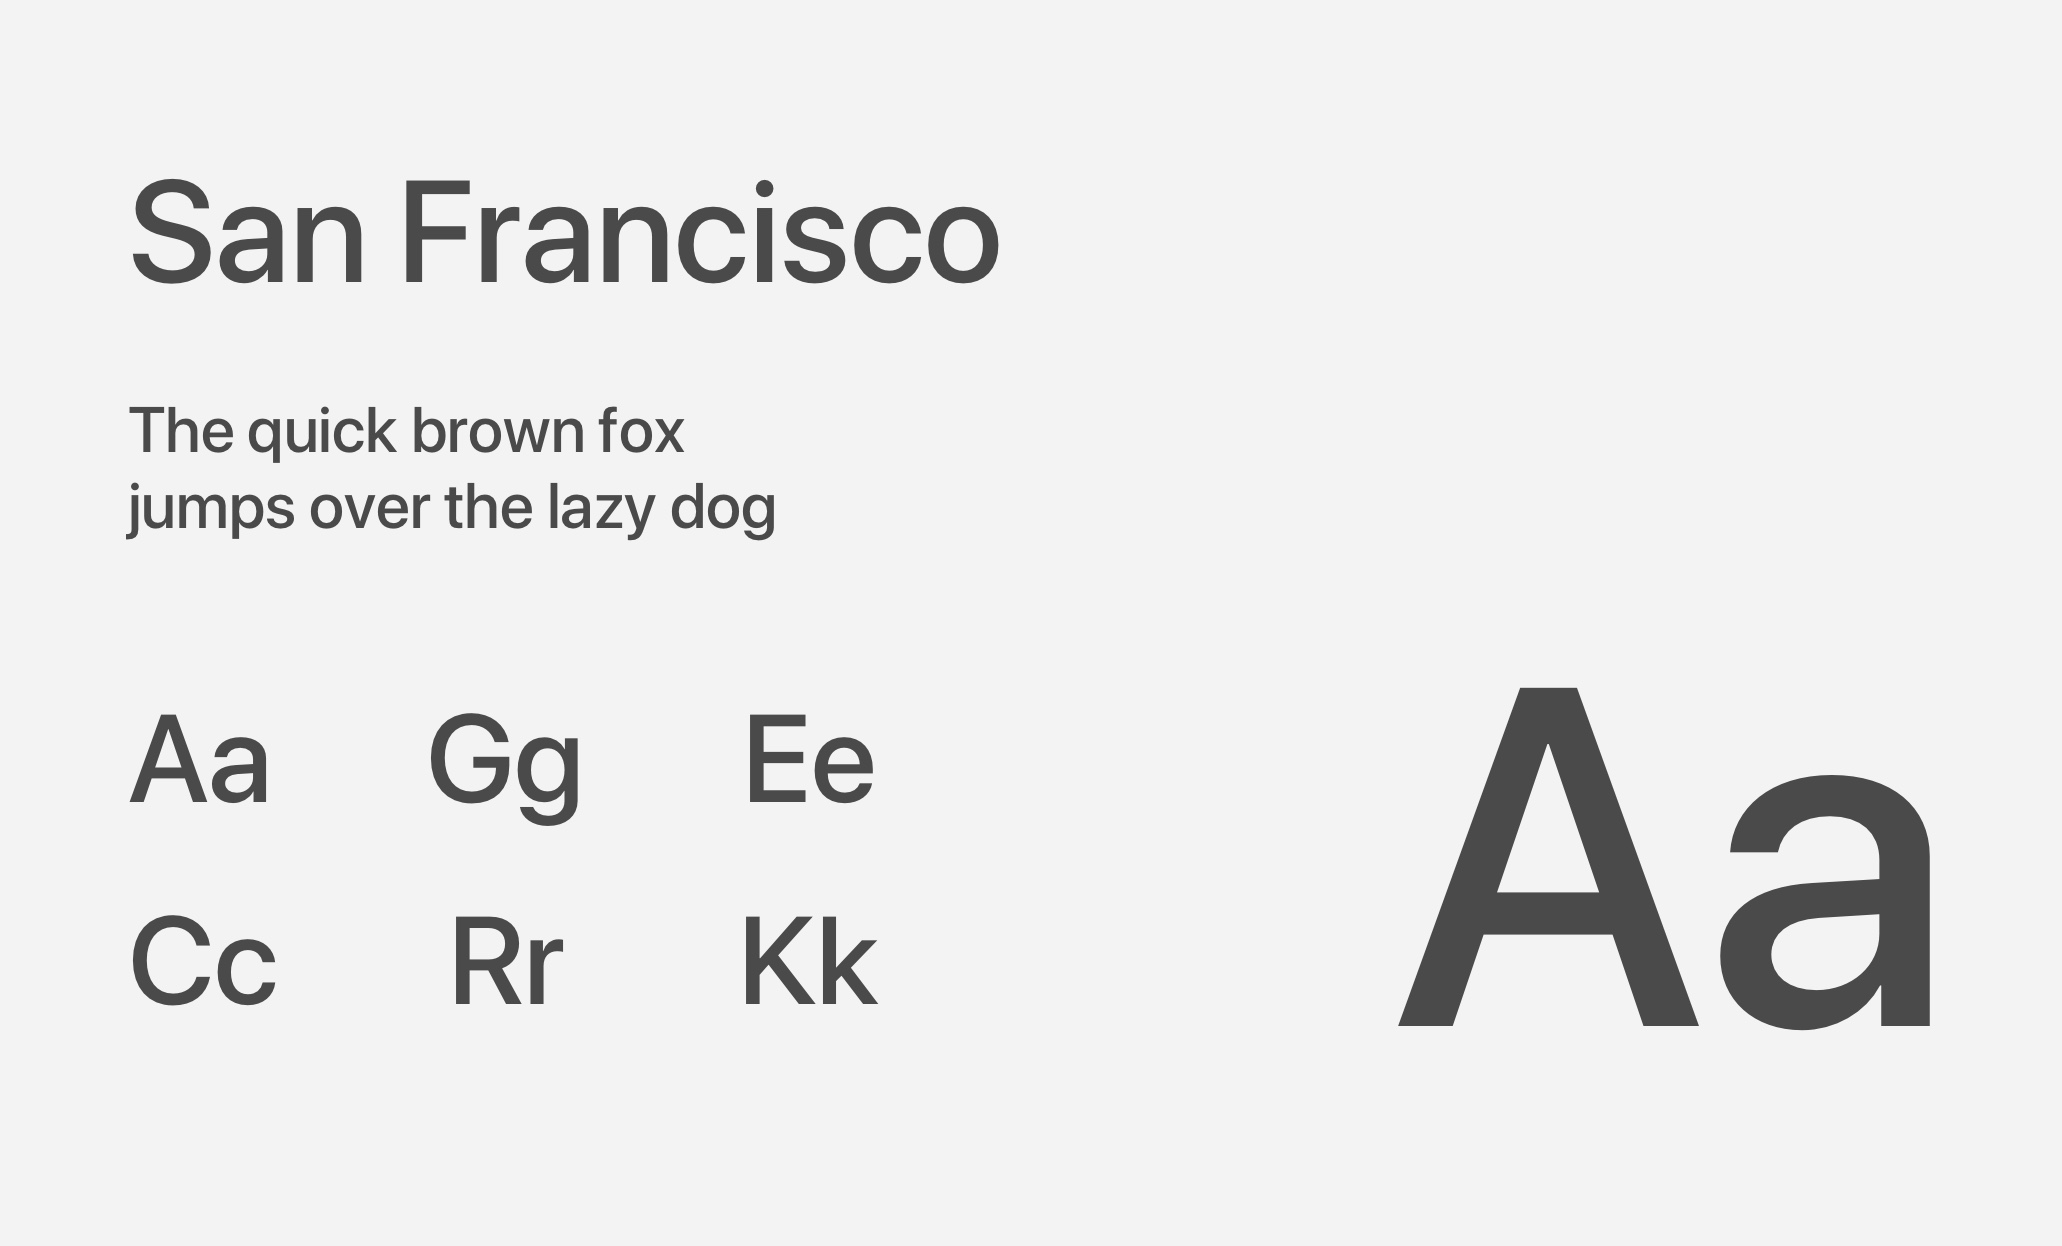 San Francisco
The quick brown fox
jumps over the lazy dog
Aa Gg Ee
Cc Rr Kk
Aa